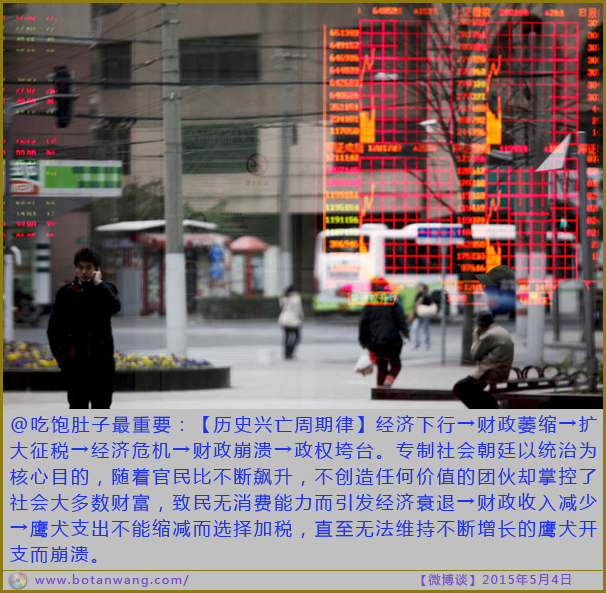 @吃饱肚子最重要：【历史兴亡周期律】经济下行→财政萎缩→扩
大征税→经济危机→财政崩溃→政权垮台。专制社会朝廷以统治为
核心目的，随着官民比不断飙升，不创造任何价值的团伙却掌控了
社会大多数财富，致民无消费能力而引发经济衰退→财政收入减少
→鹰犬支出不能缩减而选择加税，直至无法维持不断增长的鹰犬开
支而崩溃。
www.botanwang.com/
【微博谈】2015年5月4日